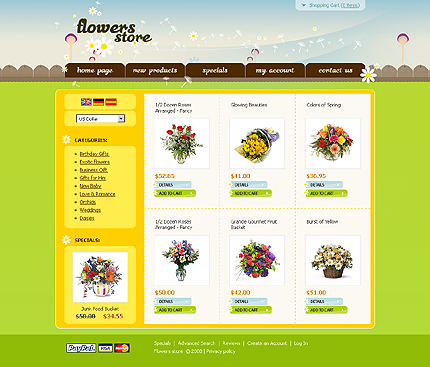 Shopping Cart (0 items)
flowers
store
home page
new products
specials
my account
contact us
US Dollar
CATEGORIES:
Birthday Gifts
Exotic Flowers
Business Gift
Gifts For Him
New Baby
Love & Romance
Orchids
Weddings
Daisies
SPECIALS:
Junk Food Bucket
$50.00 $34.55
1/2 Dozen Roses
Arranged - Fancy
$52.85
DETAILS
ADD TO CART
Glowing Beauties
$41.00
DETAILS
ADD TO CART
Colors of Spring
$36.95
DETAILS
ADD TO CART
1/2 Dozen Roses
Arranged - Fancy
$50.00
DETAILS
ADD TO CART
Grande Gourmet Fruit
Bucket
$42.00
DETAILS
ADD TO CART
Burst of Yellow
$51.00
DETAILS
ADD TO CART
PayPal VISA
Specials | Advanced Search | Reviews | Create an Account | Log In
Flowers store © 2008 | Privacy policy